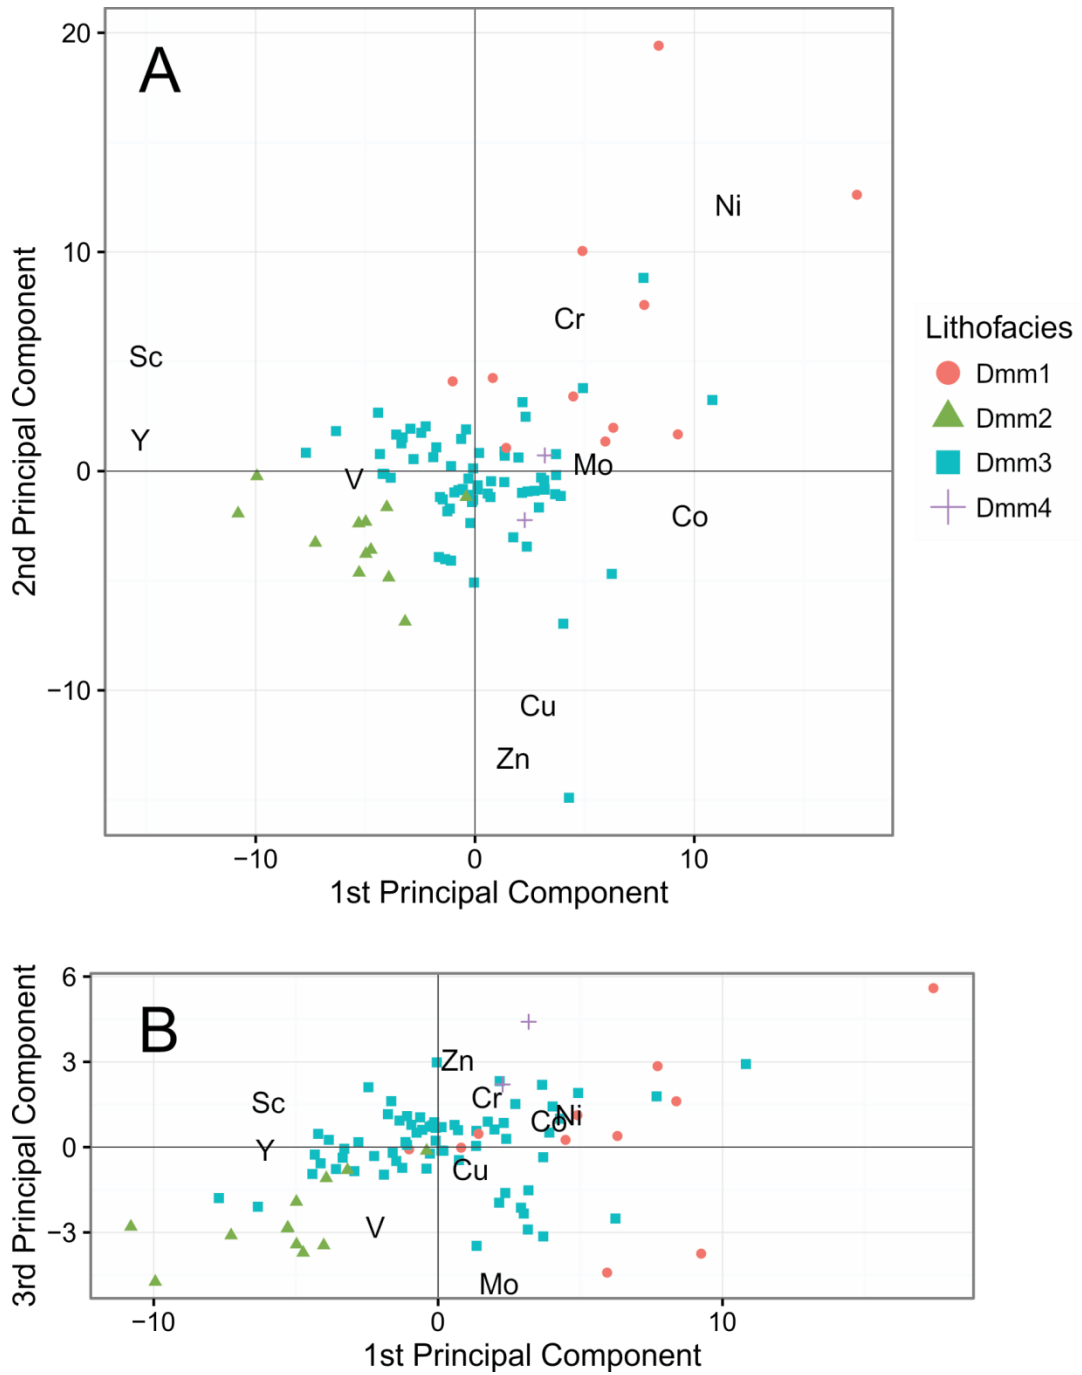 A
20
10
0
−10
2nd Principal Component
Ni
Cr
Sc
Y
V
Mo
Co
Cu
Zn
−10 0 10
1st Principal Component
Lithofacies
Dmm1
Dmm2
Dmm3
Dmm4
B
6
3
0
−3
3rd Principal Component
Zn
Sc
Cr
Co
Ni
Y
Cu
V
Mo
−10 0 10
1st Principal Component